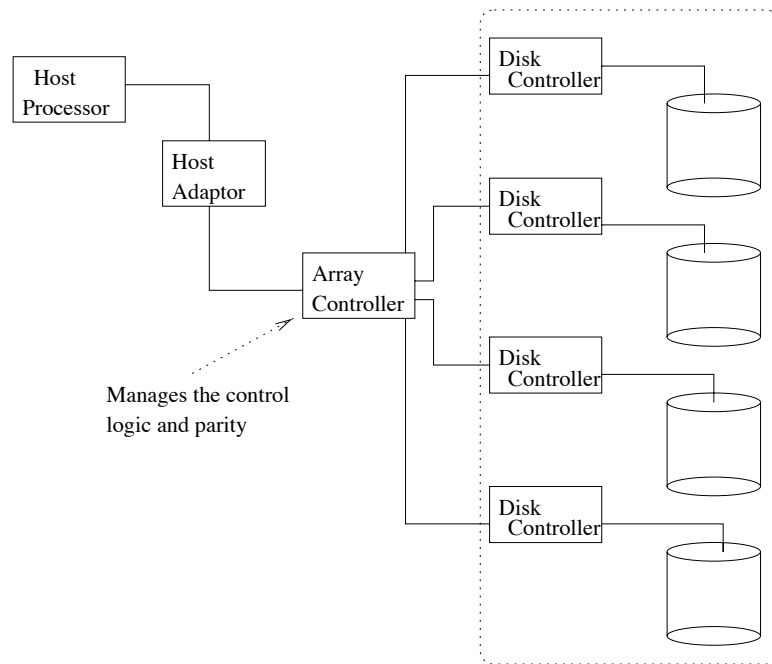 Host
Processor
Host
Adaptor
Array
Controller
Manages the control
logic and parity
Disk
Controller
Disk
Controller
Disk
Controller
Disk
Controller